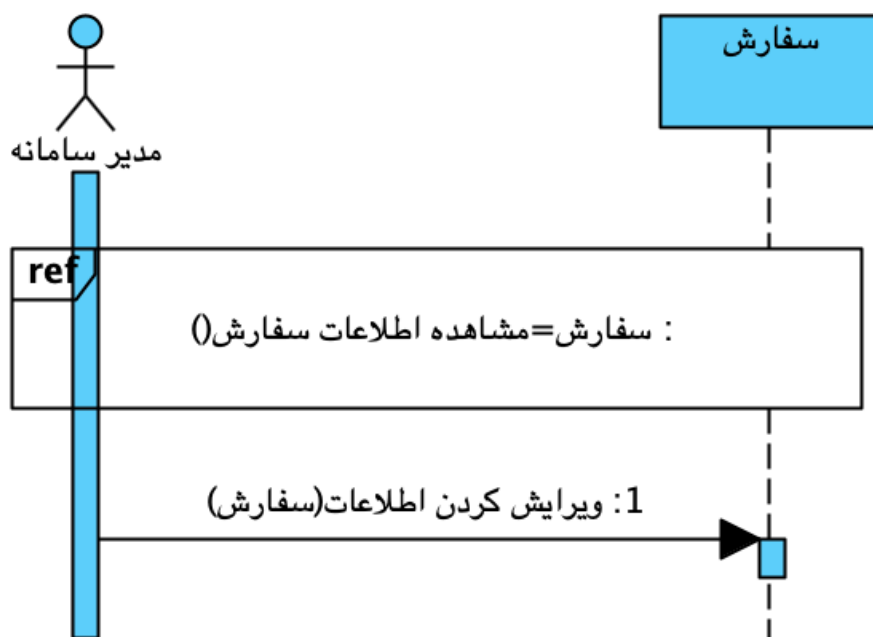 سفارش
مدیر سامانه
ref
: سفارش=مشاهده اطلاعات سفارش()
1: ویرایش کردن اطلاعات(سفارش)